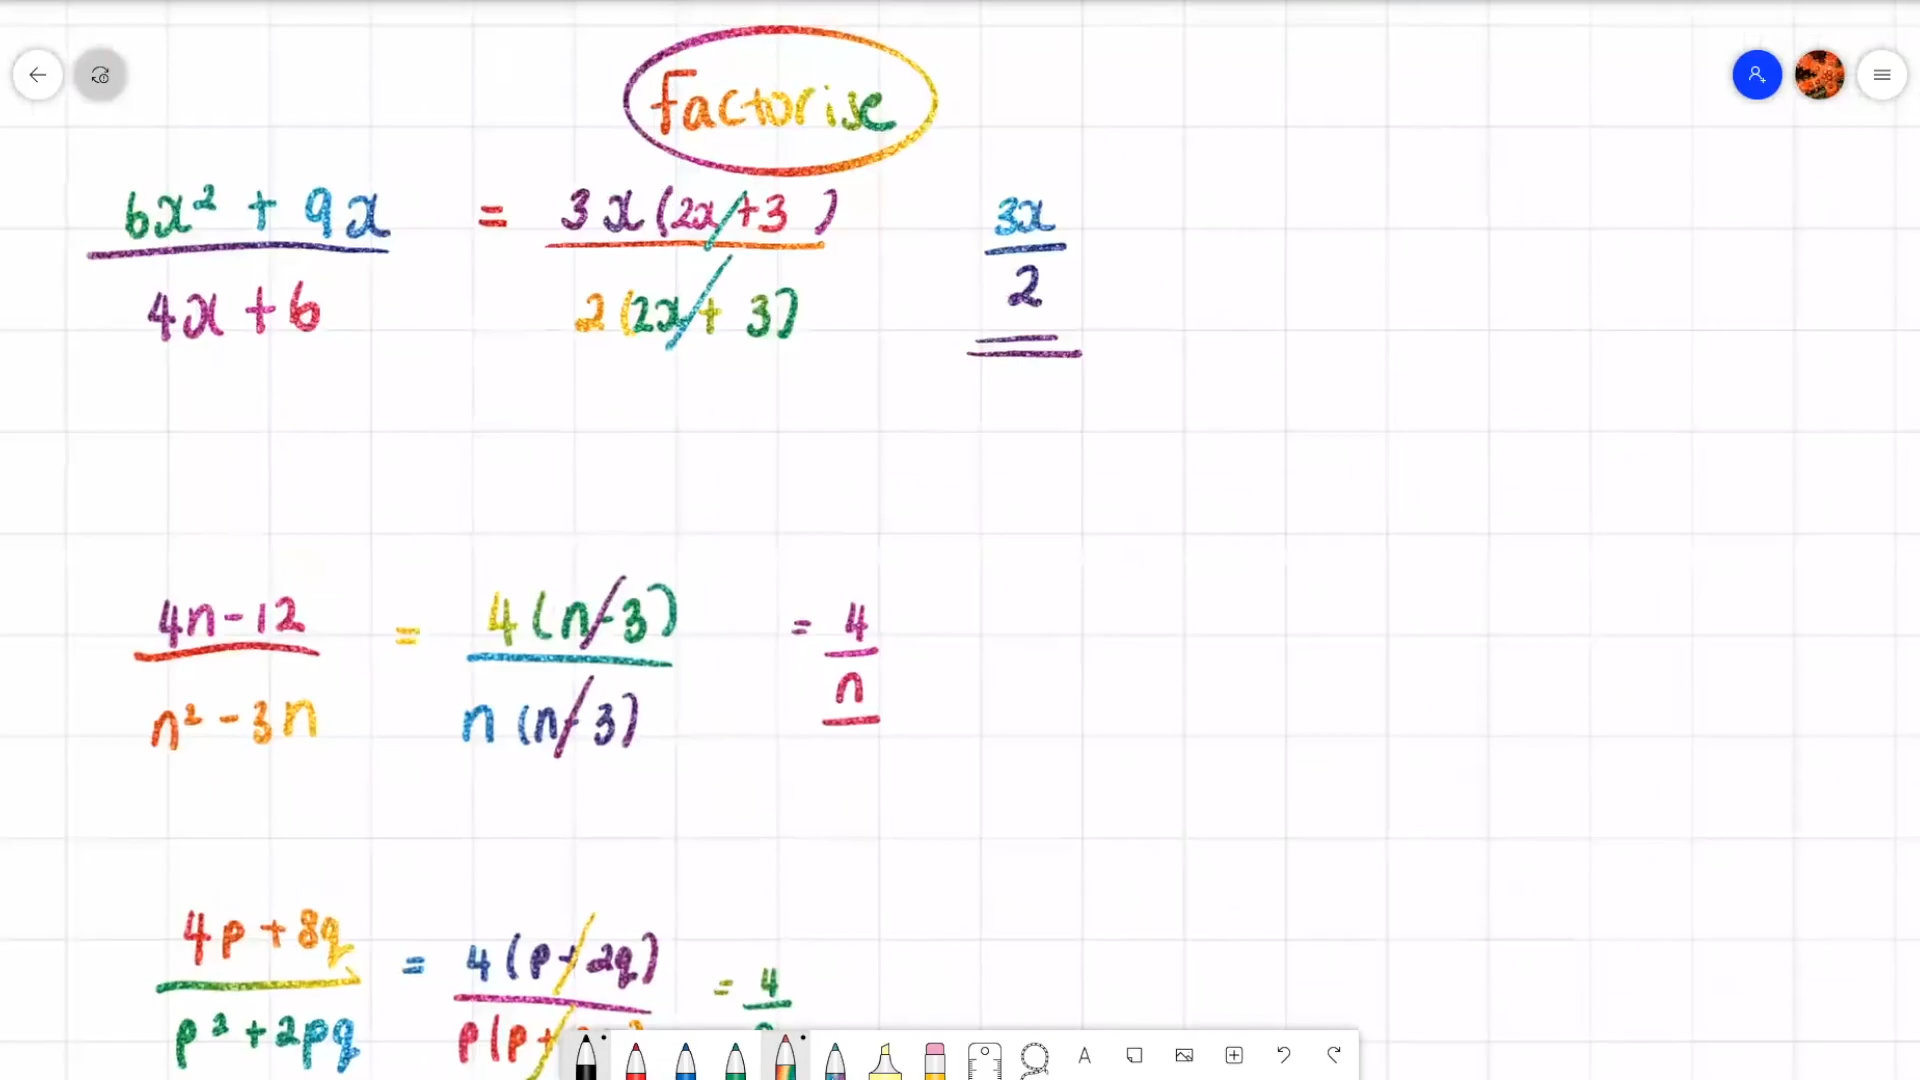 Factorise
6x² + 9x = 3x(2x+3) 3x
4x + 6 2(2x + 3) 2
4n-12 = 4(n-3) = 4
n² - 3n n(n-3) n
4p + 8q = 4(p+2q) = 4
p² + 2pq p(p+
A